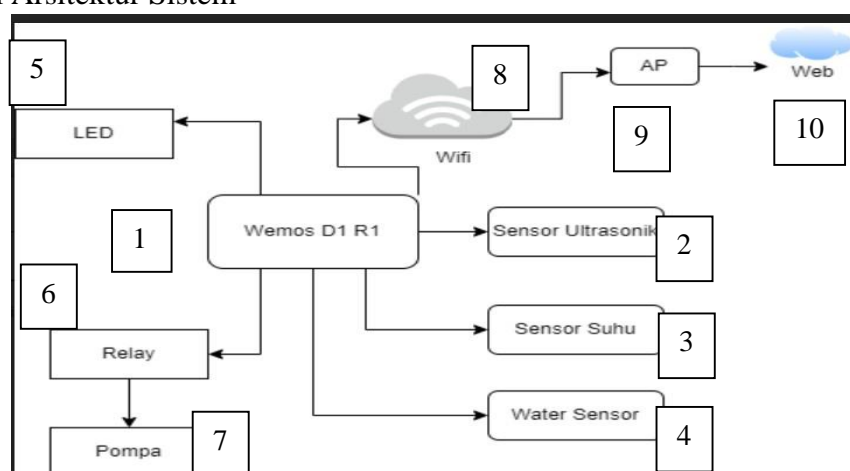 Arsitektur Sistem
5
8
AP
Web
LED
Wifi
9
10
1
Wemos D1 R1
Sensor Ultrasonik
2
6
Relay
Sensor Suhu
3
Pompa
7
Water Sensor
4